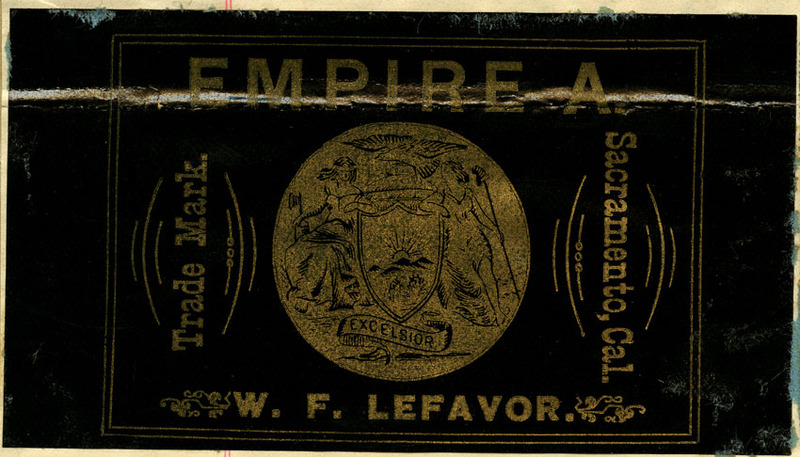 EMPIRE A.
Trade Mark.
Sacramento, Cal.
EXCELSIOR
W. F. LEFAVOR.